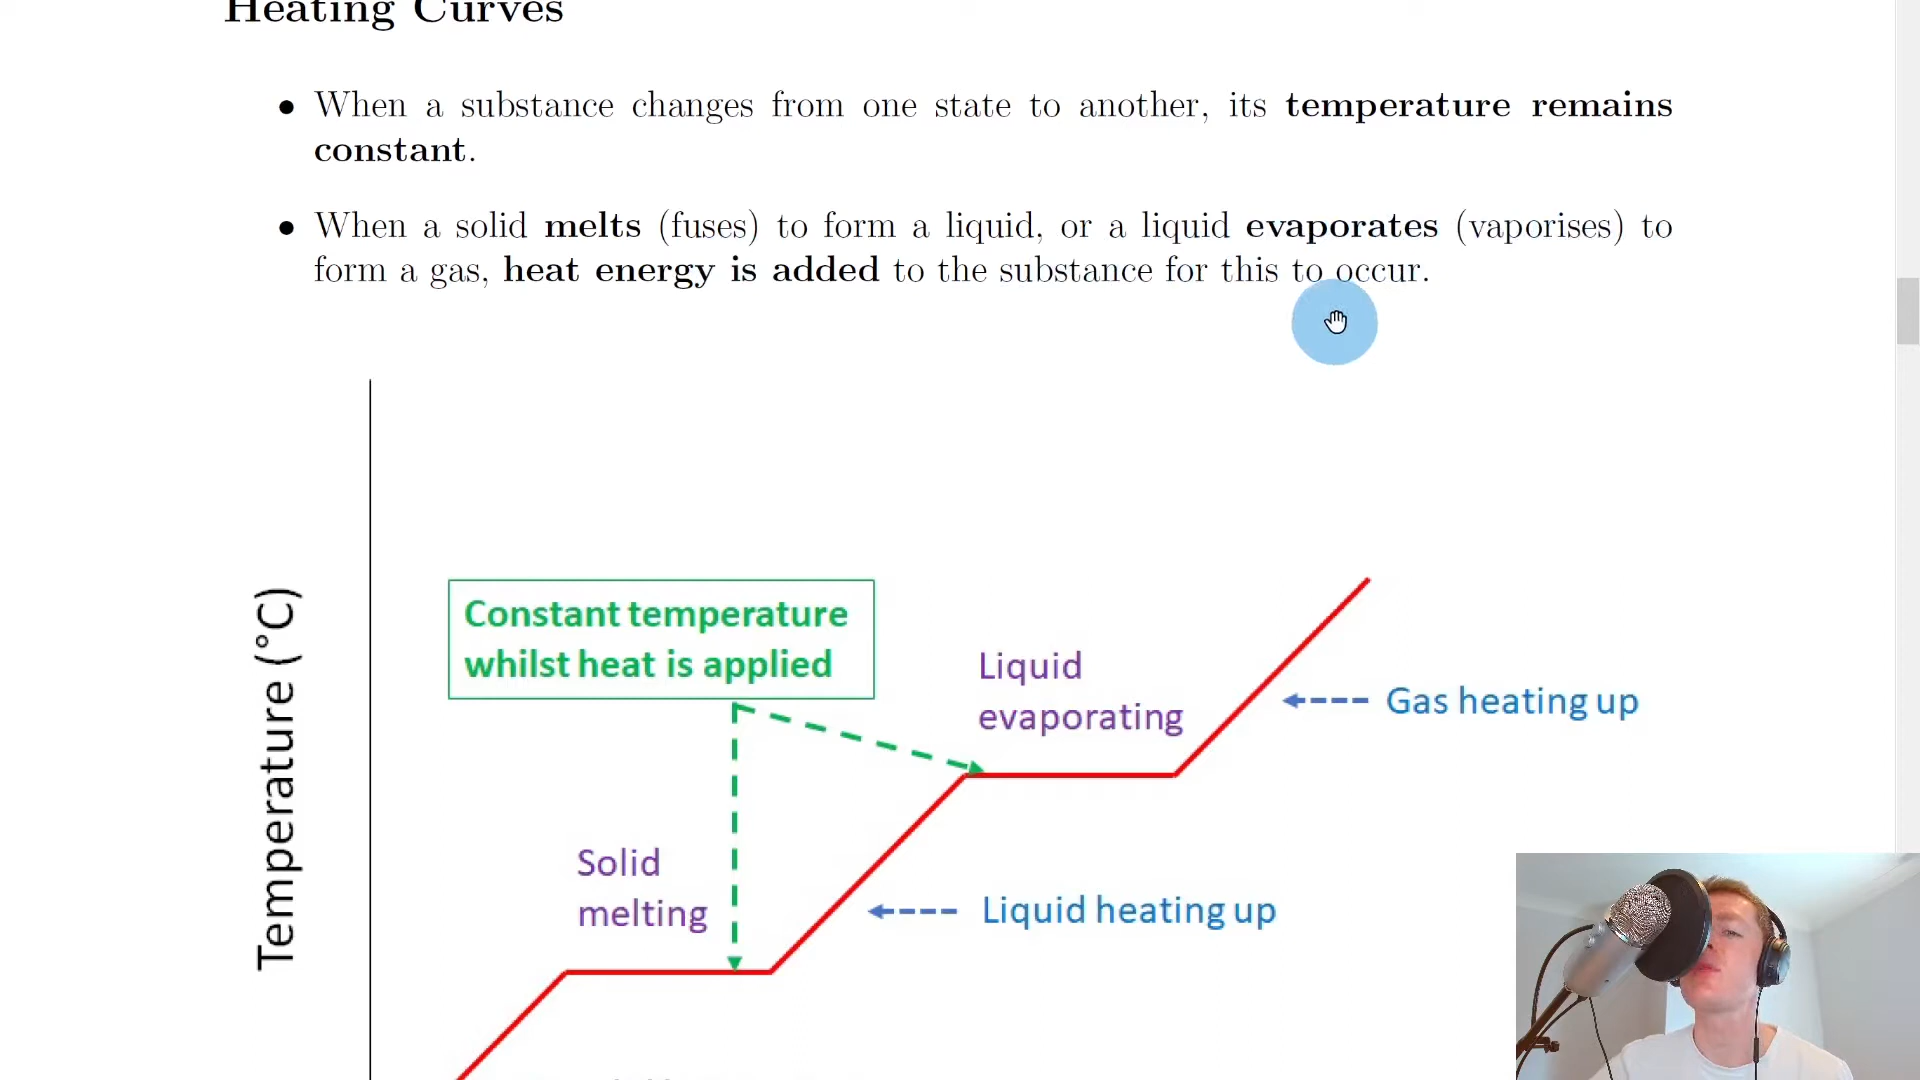 Heating Curves
• When a substance changes from one state to another, its temperature remains
constant.
• When a solid melts (fuses) to form a liquid, or a liquid evaporates (vaporises) to
form a gas, heat energy is added to the substance for this to occur.
Constant temperature
whilst heat is applied
Liquid
evaporating
Gas heating up
Temperature (°C)
Solid
melting
Liquid heating up